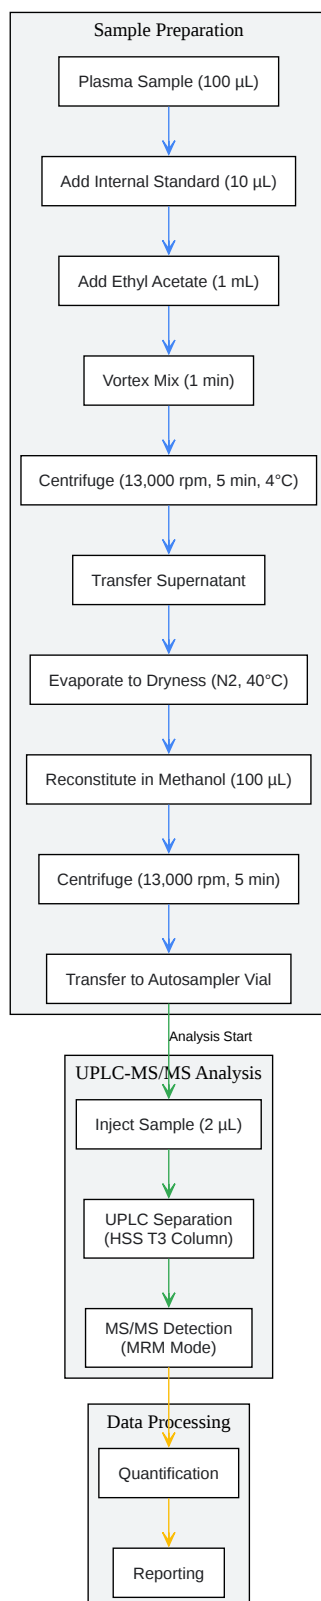 Sample Preparation
Plasma Sample (100 µL)
Add Internal Standard (10 µL)
Add Ethyl Acetate (1 mL)
Vortex Mix (1 min)
Centrifuge (13,000 rpm, 5 min, 4°C)
Transfer Supernatant
Evaporate to Dryness (N2, 40°C)
Reconstitute in Methanol (100 µL)
Centrifuge (13,000 rpm, 5 min)
Transfer to Autosampler Vial
Analysis Start
UPLC-MS/MS Analysis
Inject Sample (2 µL)
UPLC Separation
(HSS T3 Column)
MS/MS Detection
(MRM Mode)
Data Processing
Quantification
Reporting